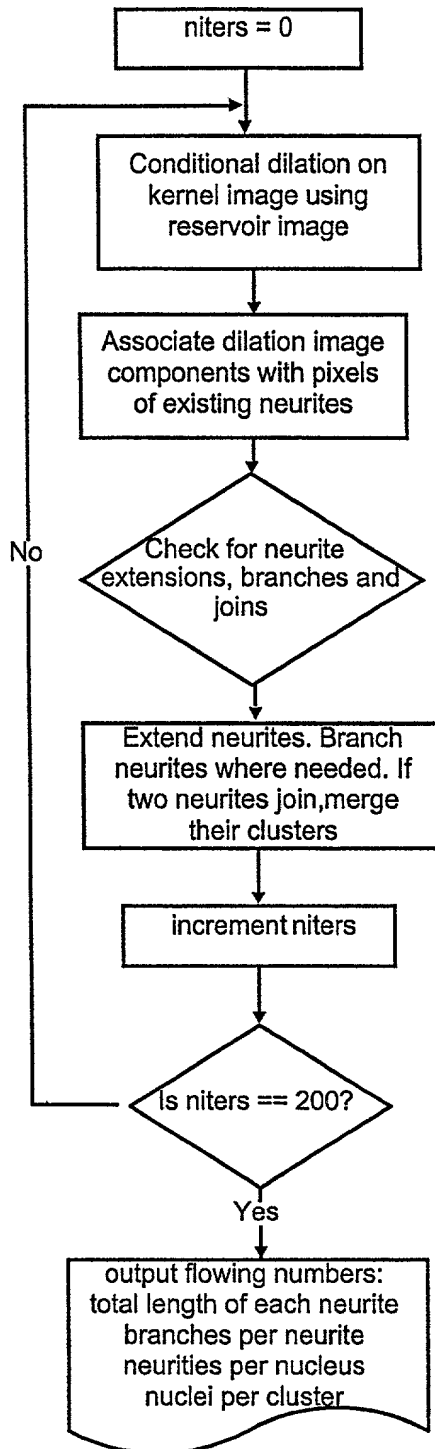 niters = 0
Conditional dilation on
kernel image using
reservoir image
Associate dilation image
components with pixels
of existing neurites
Check for neurite
extensions, branches and
joins
No
Extend neurites. Branch
neurites where needed. If
two neurites join,merge
their clusters
increment niters
Is niters == 200?
Yes
output flowing numbers:
total length of each neurite
branches per neurite
neurities per nucleus
nuclei per cluster